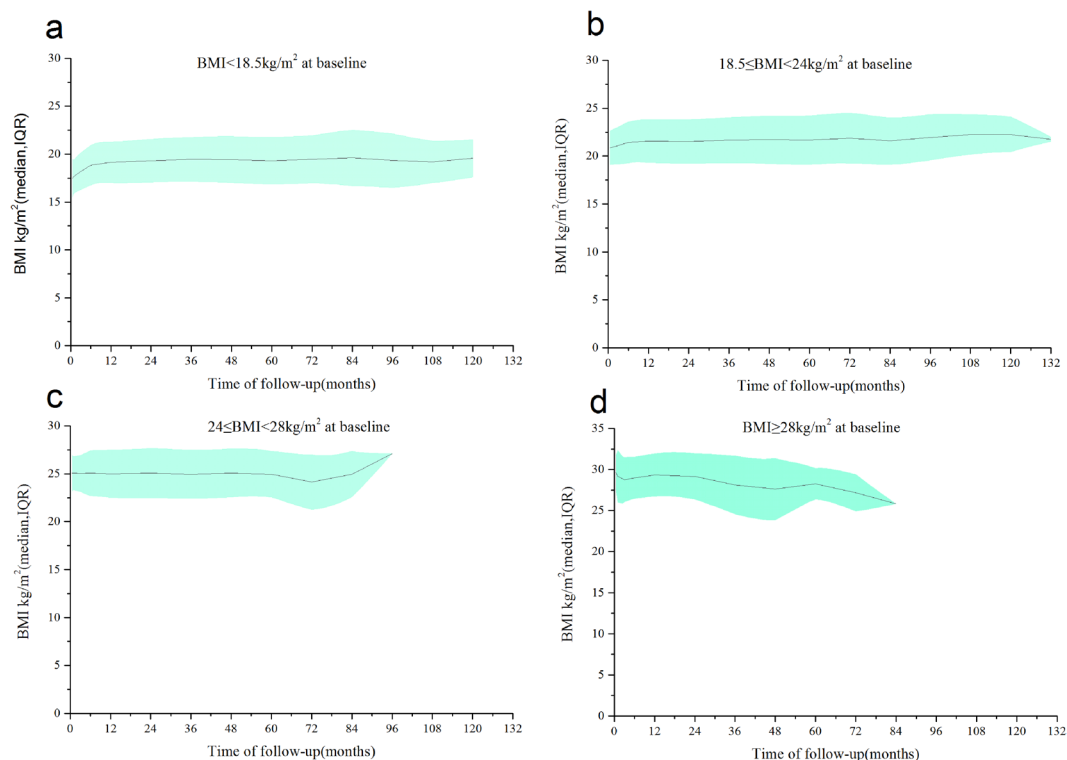 a
BMI<18.5kg/m² at baseline
BMI kg/m²(median,IQR)
30
25
20
15
10
5
0
0 12 24 36 48 60 72 84 96 108 120 132
Time of follow-up(months)
b
18.5≤BMI<24kg/m² at baseline
BMI kg/m²(median,IQR)
30
25
20
15
10
5
0
0 12 24 36 48 60 72 84 96 108 120 132
Time of follow-up(months)
c
24≤BMI<28kg/m² at baseline
BMI kg/m²(median,IQR)
30
25
20
15
10
5
0
0 12 24 36 48 60 72 84 96 108 120 132
Time of follow-up(months)
d
BMI≥28kg/m² at baseline
BMI kg/m²(median,IQR)
35
30
25
20
15
10
5
0
0 12 24 36 48 60 72 84 96 108 120 132
Time of follow-up(months)